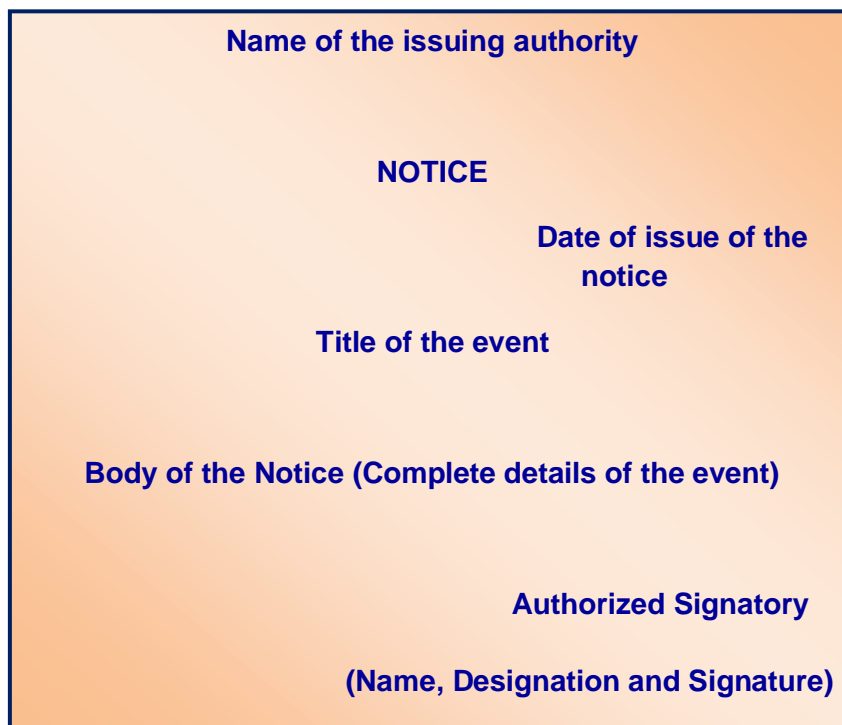 Name of the issuing authority
NOTICE
Date of issue of the
notice
Title of the event
Body of the Notice (Complete details of the event)
Authorized Signatory
(Name, Designation and Signature)